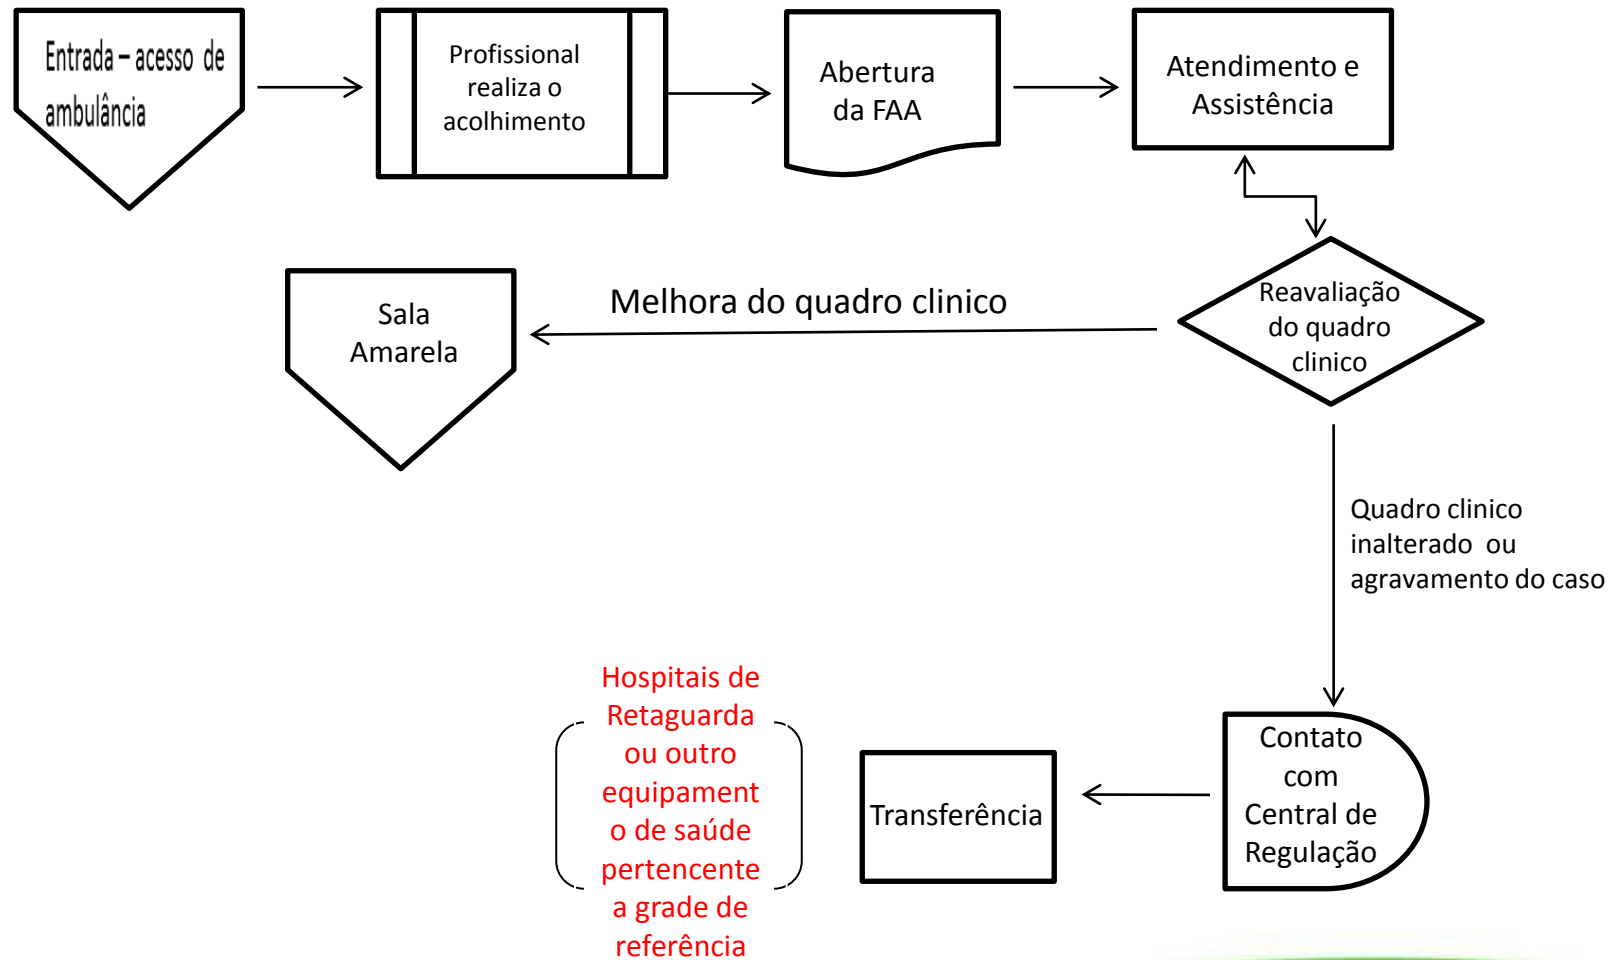 Entrada – acesso de
ambulância
Profissional
realiza o
acolhimento
Abertura
da FAA
Atendimento e
Assistência
Reavaliação
do quadro
clinico
Melhora do quadro clinico
Sala
Amarela
Quadro clinico
inalterado ou
agravamento do caso
Contato
com
Central de
Regulação
Transferência
Hospitais de
Retaguarda
ou outro
equipament
o de saúde
pertencente
a grade de
referência